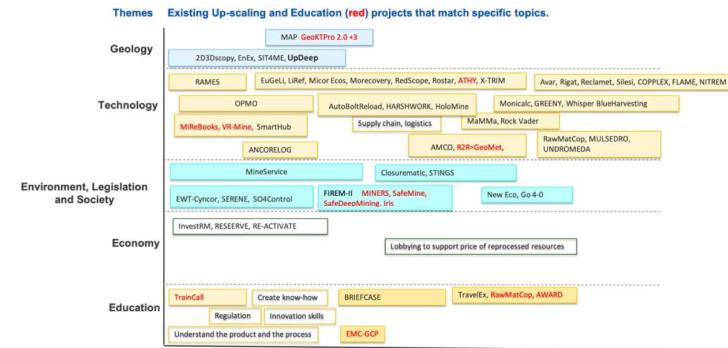 Themes Existing Up-scaling and Education (red) projects that match specific topics.
Geology
MAP GeoKTPro 2.0 +3
2D3Dscopy, EnEx, SIT4ME, UpDeep
Technology
RAMES
EuGeLi, LiRef, Micor Ecos, Morecovery, RedScope, Rostar, ATHY, X-TRIM
Avar, Rigat, Reclamet, Silesi, COPPLEX, FLAME, NITREM
OPMO
AutoBoltReload, HARSHWORK, HoloMine
Monicalc, GREENY, Whisper BlueHarvesting
MiReBooks, VR-Mine, SmartHub
Supply chain, logistics
MaMMa, Rock Vader
ANCORELOG
AMCO, R2R=GeoMet,
RawMatCop, MULSEDRO,
UNDROMEDA
Environment, Legislation
and Society
MineService
Closurematic, STINGS
EWT-Cyncor, SERENE, SO4Control
FIREM-II MINERS, SafeMine,
SafeDeepMining. Iris
New Eco, Go 4-0
Economy
InvestRM, RESEERVE, RE-ACTIVATE
Lobbying to support price of reprocessed resources
Education
TrainCall
Create know-how
BRIEFCASE
TravelEx, RawMatCop, AWARD
Regulation
Innovation skills
Understand the product and the process
EMC-GCP